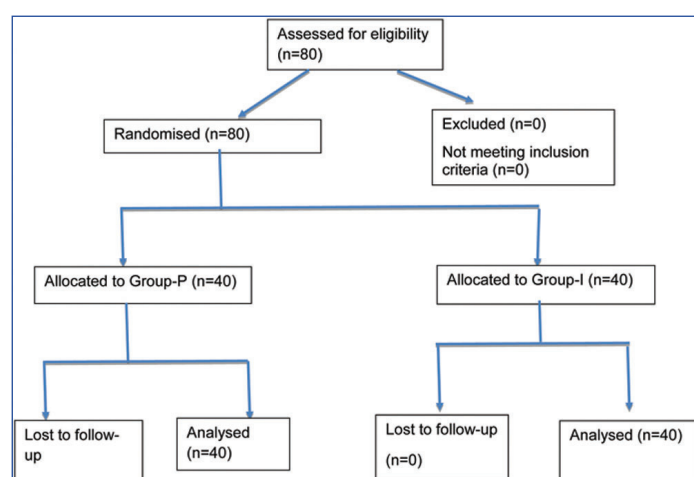 Assessed for eligibility
(n=80)
Randomised (n=80)
Excluded (n=0)
Not meeting inclusion
criteria (n=0)
Allocated to Group-P (n=40)
Allocated to Group-I (n=40)
Lost to follow-
up
Analysed
(n=40)
Lost to follow-up
(n=0)
Analysed (n=40)